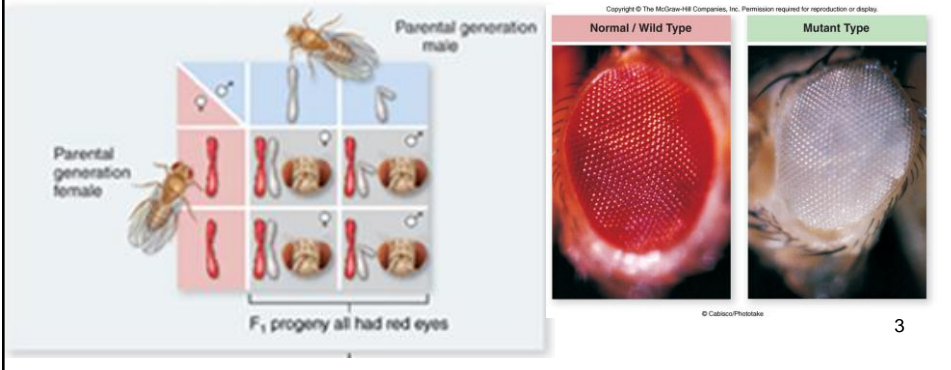 Parental generation
male
♀ ♂
Parental
generation
female
♀
♂
♀
♂
F₁ progeny all had red eyes
Copyright © The McGraw-Hill Companies, Inc. Permission required for reproduction or display.
Normal / Wild Type
Mutant Type
© Cabisco/Phototake
3